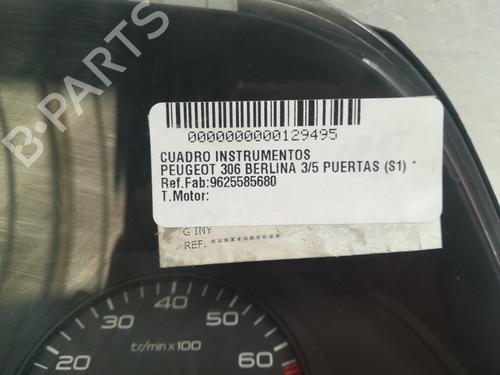 B-PARTS
0000000000129495
CUADRO INSTRUMENTOS
PEUGEOT 306 BERLINA 3/5 PUERTAS (S1) *
Ref.Fab:9625585680
T.Motor:
G INY
REF. ***********
20 30 40 50 60
tr/min x 100